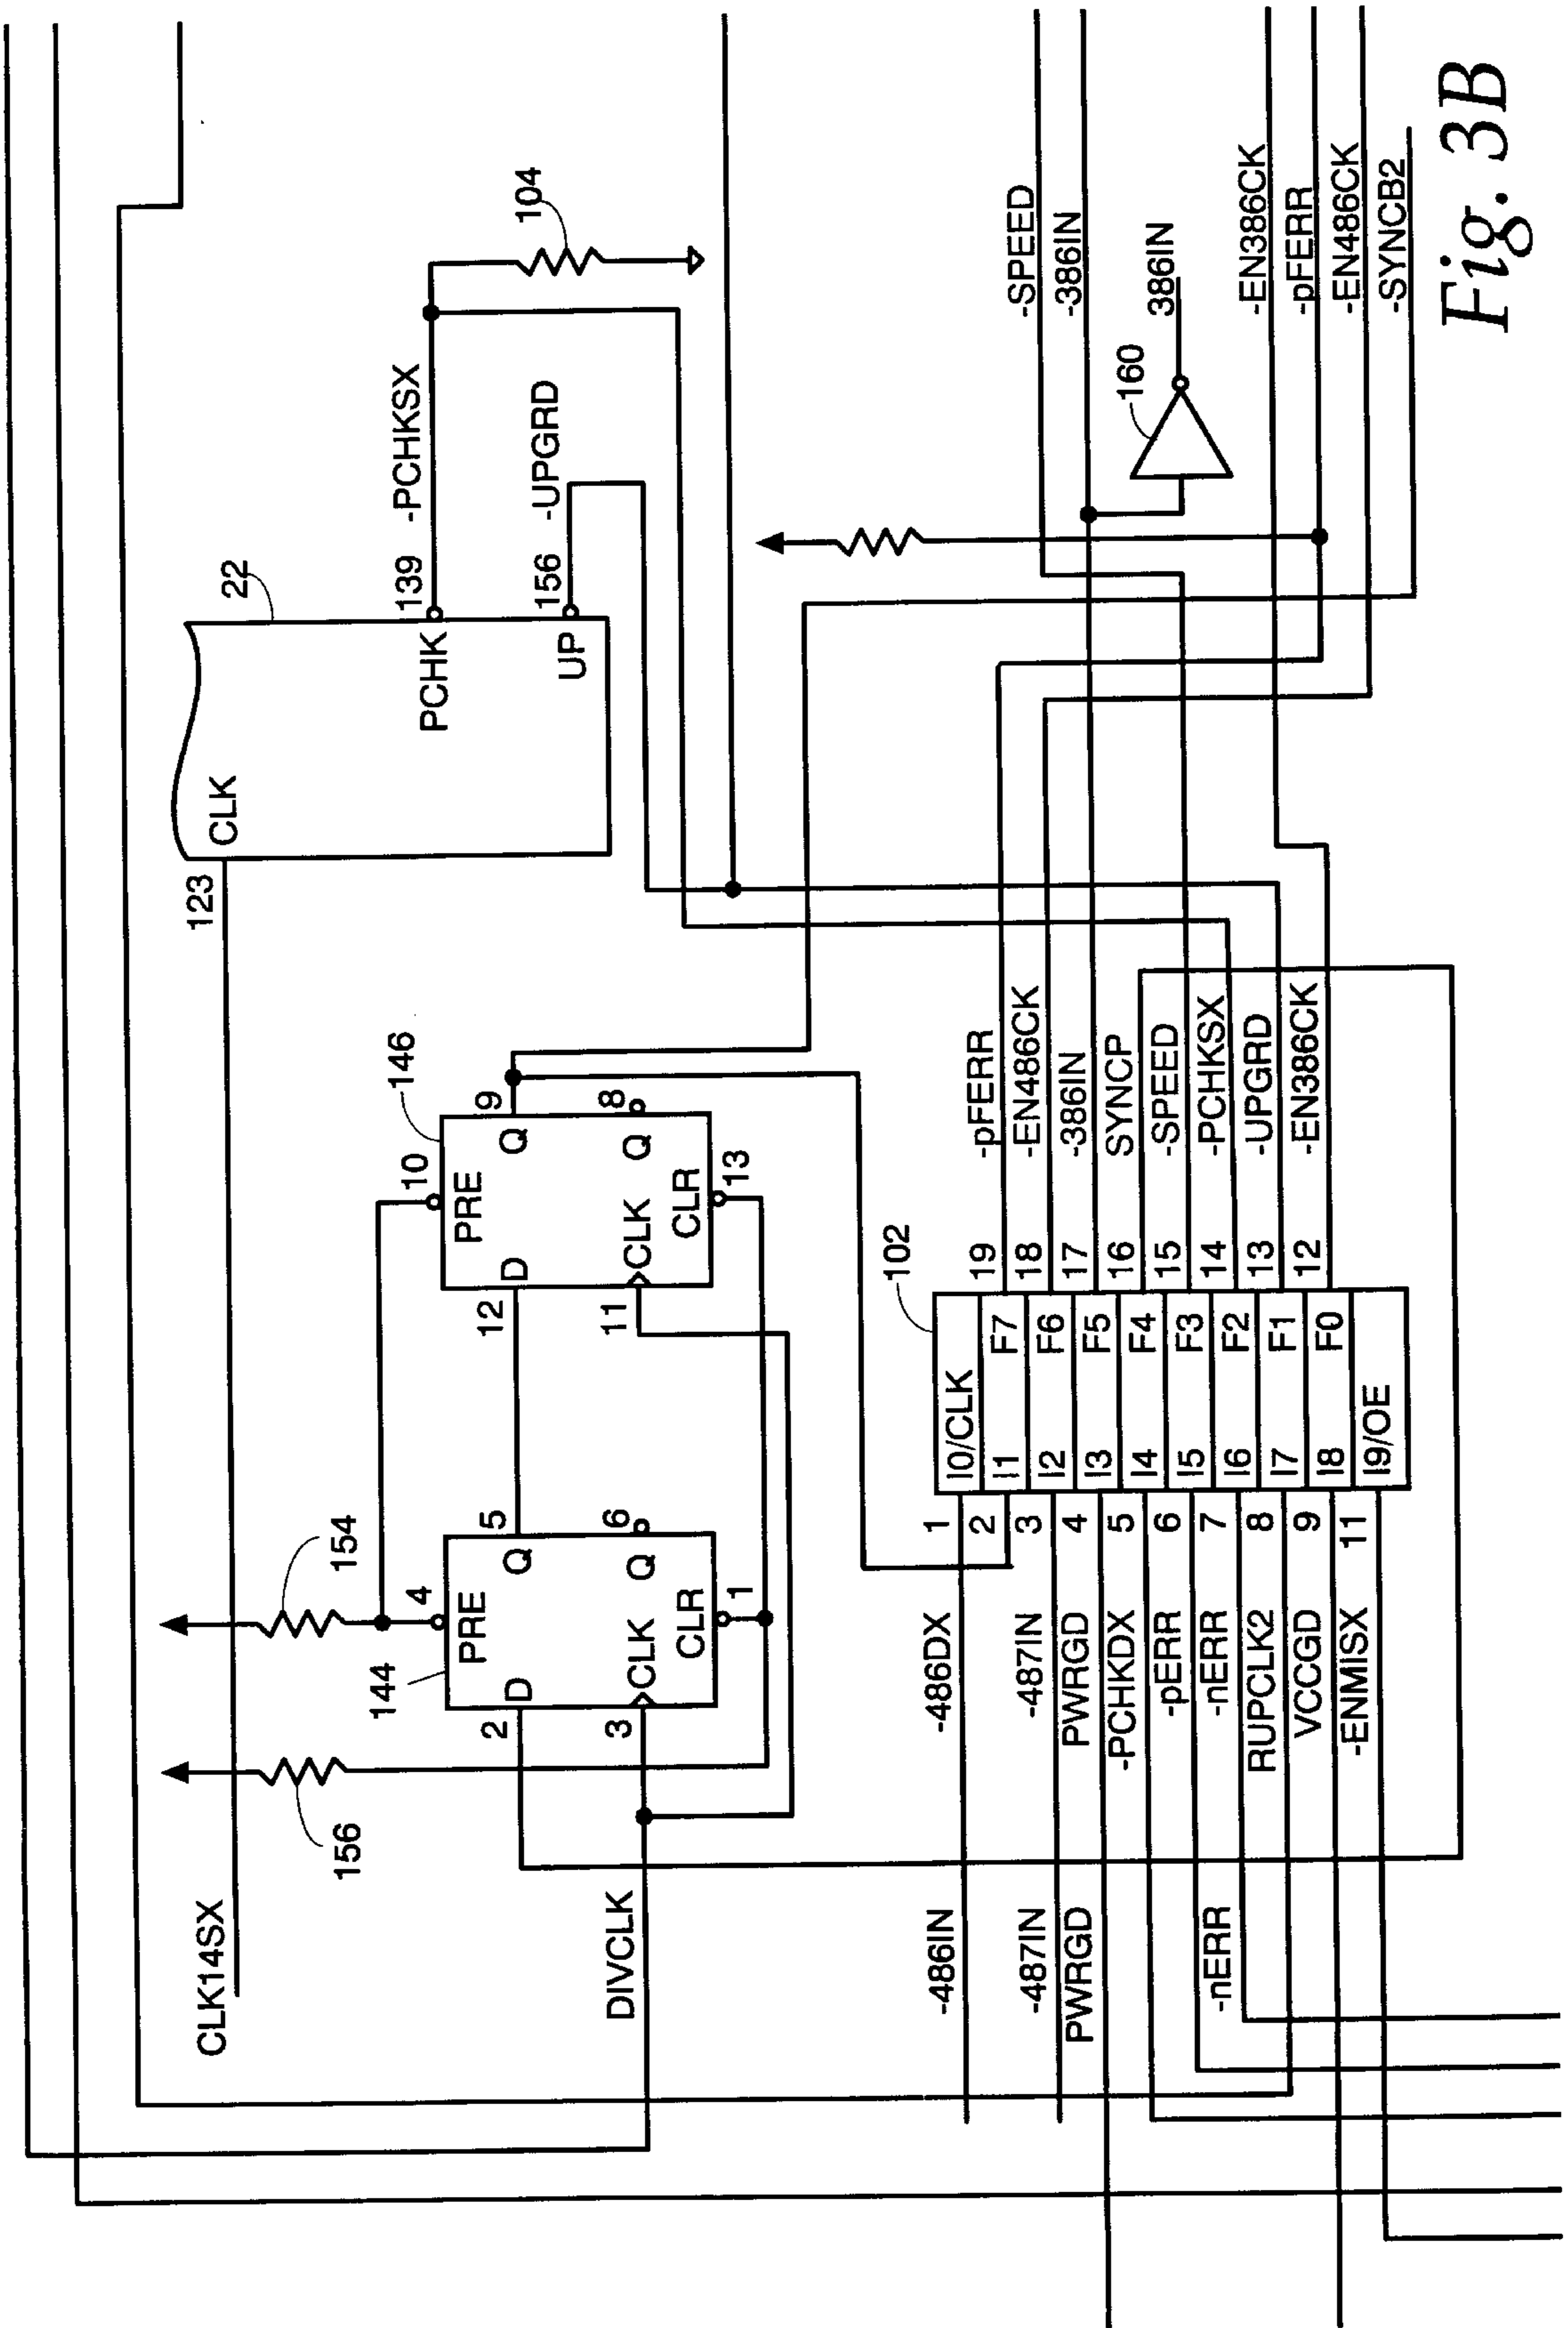 CLK14SX
156
154
144
4
PRE
2
D
Q
5
3
CLK
Q
6
CLR
1
DIVCLK
146
10
PRE
12
D
Q
9
11
CLK
Q
8
CLR
13
123
CLK
22
PCHK
139
-PCHKSX
UP
156
-UPGRD
104
102
-486IN
-486DX
1
I0/CLK
2
I1
F7
19
-pFERR
-487IN
-487IN
3
I2
F6
18
-EN486CK
PWRGD
PWRGD
4
I3
F5
17
-386IN
-PCHKDX
5
I4
F4
16
SYNCP
-pERR
6
I5
F3
15
-SPEED
-nERR
-nERR
7
I6
F2
14
-PCHKSX
RUPCLK2
8
I7
F1
13
-UPGRD
VCCGD
9
I8
F0
12
-EN386CK
-ENMISX
11
I9/OE
-SPEED
-386IN
160
386IN
-EN386CK
-pFERR
-EN486CK
-SYNCB2
Fig. 3B